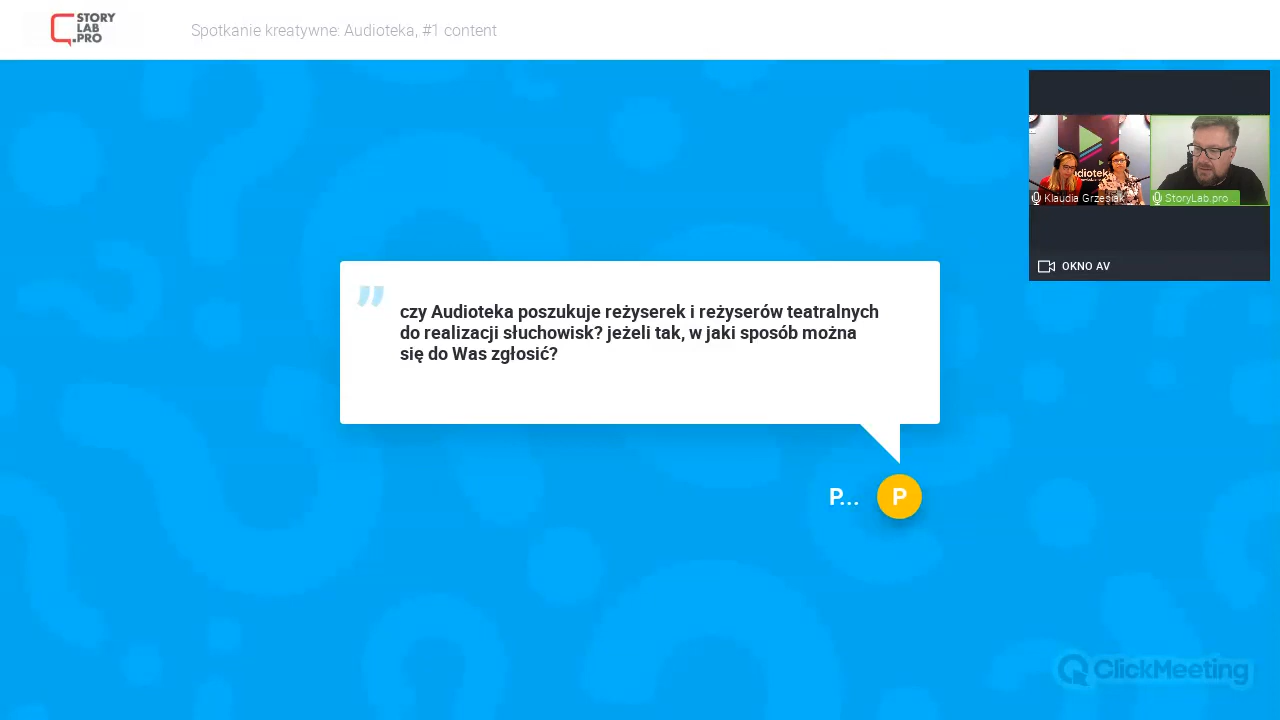 STORY
LAB
.PRO
Spotkanie kreatywne: Audioteka, #1 content
Klaudia Grzesiak
StoryLab.pro ...
OKNO AV
czy Audioteka poszukuje reżyserek i reżyserów teatralnych
do realizacji słuchowisk? jeżeli tak, w jaki sposób można
się do Was zgłosić?
P... P
ClickMeeting